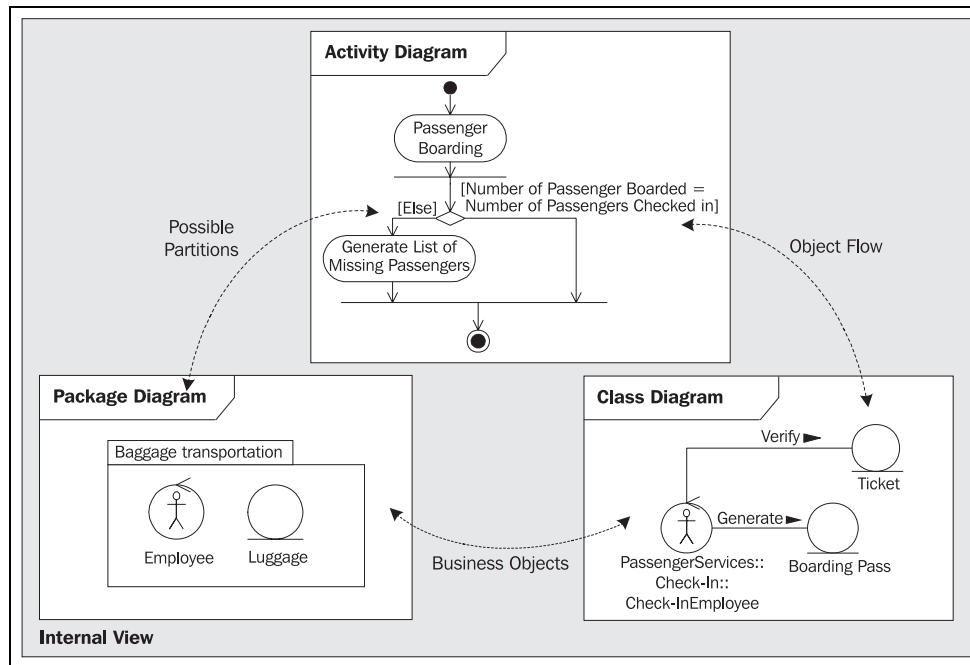 Activity Diagram
Passenger
Boarding
[Number of Passenger Boarded =
Number of Passengers Checked in]
[Else]
Generate List of
Missing Passengers
Possible
Partitions
Object Flow
Package Diagram
Baggage transportation
Employee
Luggage
Business Objects
Class Diagram
Verify
Ticket
Generate
PassengerServices::
Check-In::
Check-InEmployee
Boarding Pass
Internal View